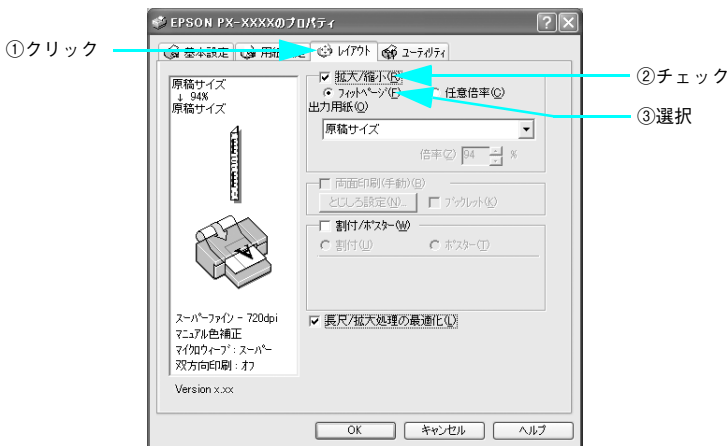 EPSON PX-XXXXのプロパティ
①クリック
基本設定 レイアウト ユーティリティ
原稿サイズ
↓ 94%
原稿サイズ
拡大/縮小(R)
②チェック
フィットページ(F) 任意倍率(C)
③選択
出力用紙(O)
原稿サイズ
倍率(Z) 94 %
両面印刷(手動)(B)
とじしろ設定(N)... ブックレット(K)
割付/ポスター(W)
割付(U) ポスター(T)
スーパーファイン - 720dpi
マニュアル色補正
マイクロウィーブ : スーパー
双方向印刷 : オフ
長尺/拡大処理の最適化(L)
Version x.xx
OK キャンセル ヘルプ